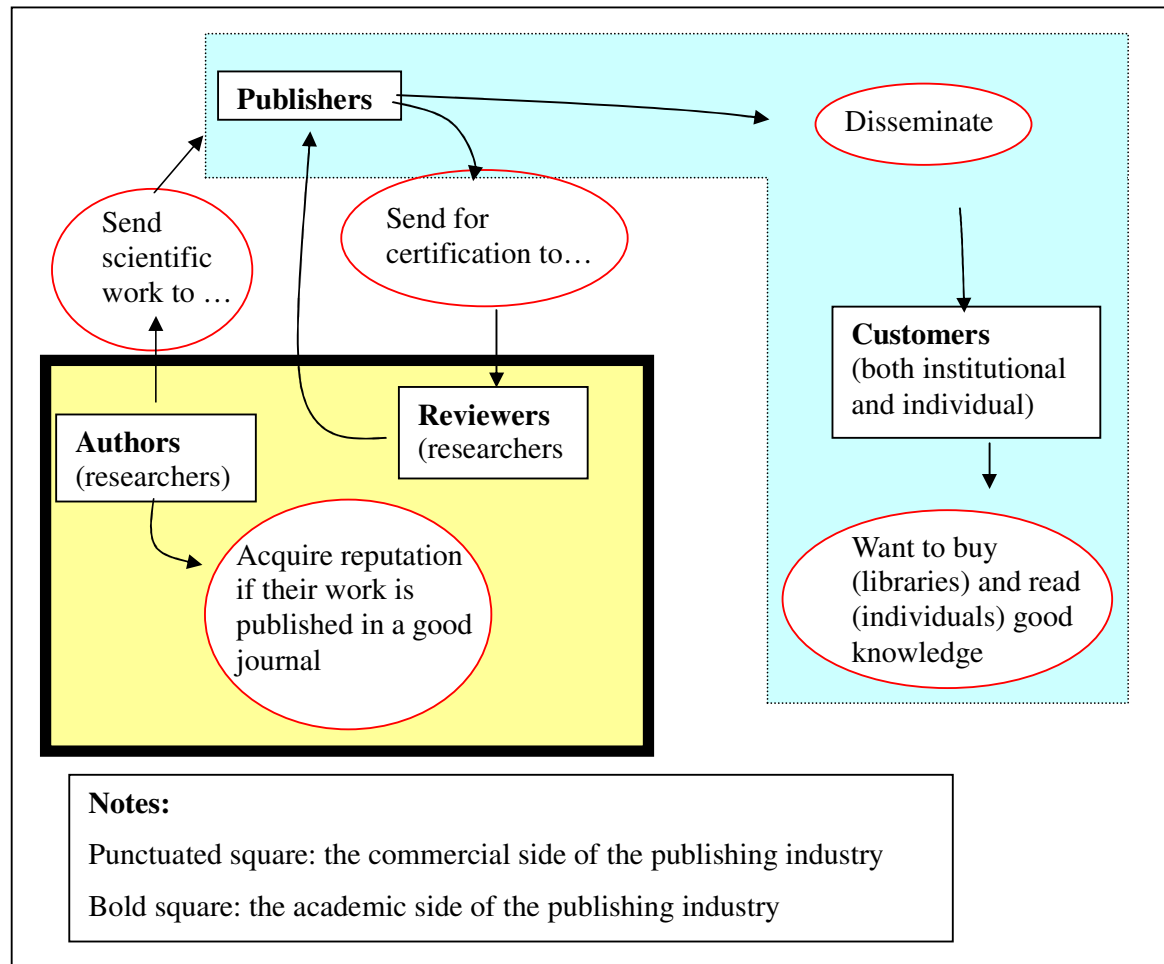 Publishers
Disseminate
Send
scientific
work to …
Send for
certification to…
Customers
(both institutional
and individual)
Reviewers
(researchers
Authors
(researchers)
Acquire reputation
if their work is
published in a good
journal
Want to buy
(libraries) and read
(individuals) good
knowledge
Notes:
Punctuated square: the commercial side of the publishing industry
Bold square: the academic side of the publishing industry